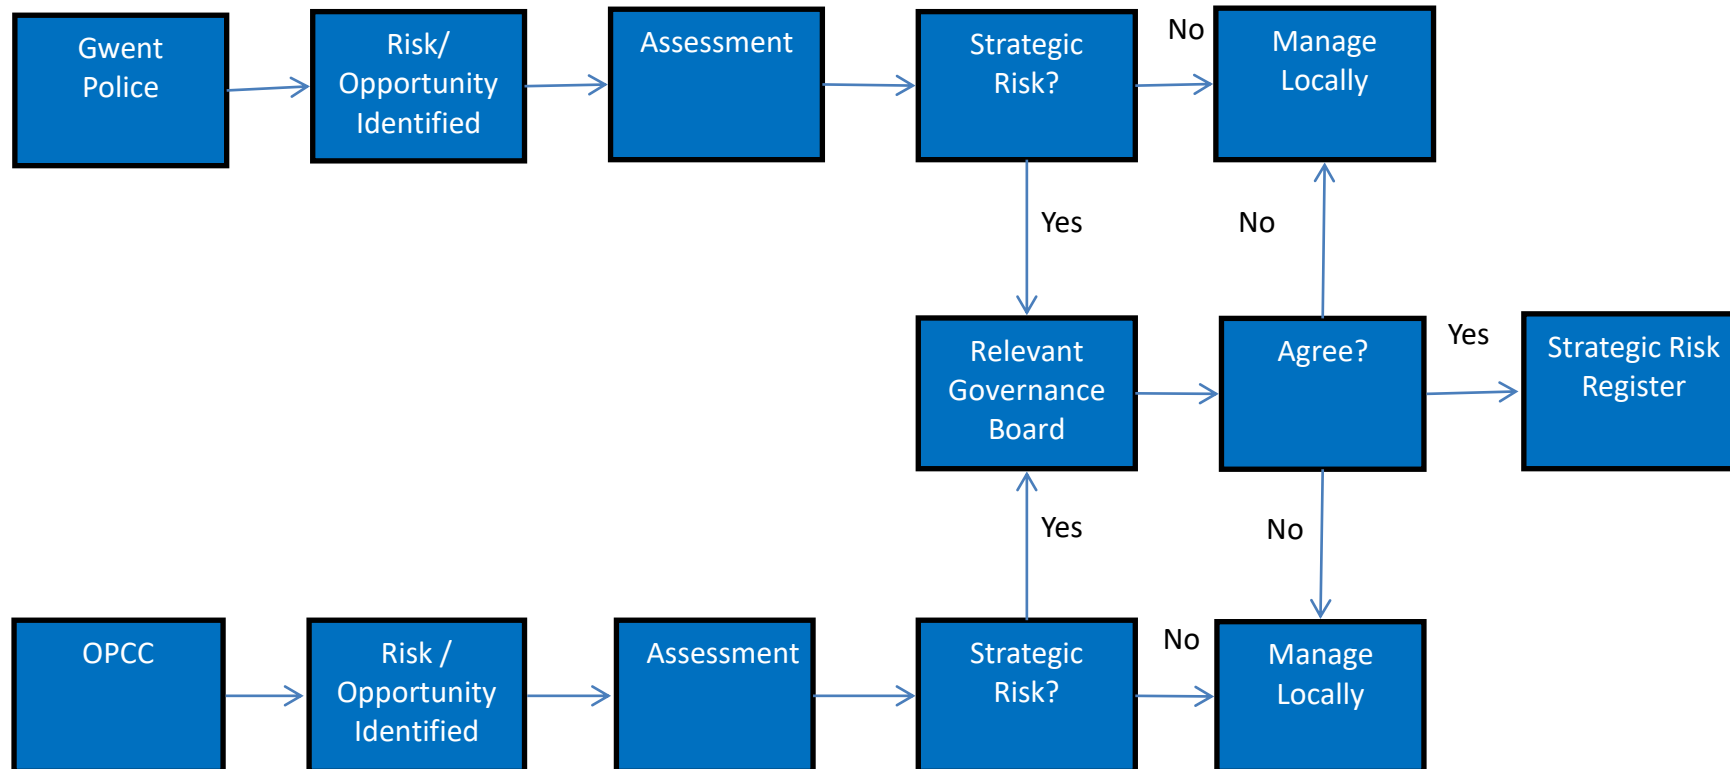 Gwent
Police
Risk/
Opportunity
Identified
Assessment
Strategic
Risk?
No
Manage
Locally
Yes
No
Relevant
Governance
Board
Agree?
Yes
Strategic Risk
Register
Yes
No
OPCC
Risk /
Opportunity
Identified
Assessment
Strategic
Risk?
No
Manage
Locally